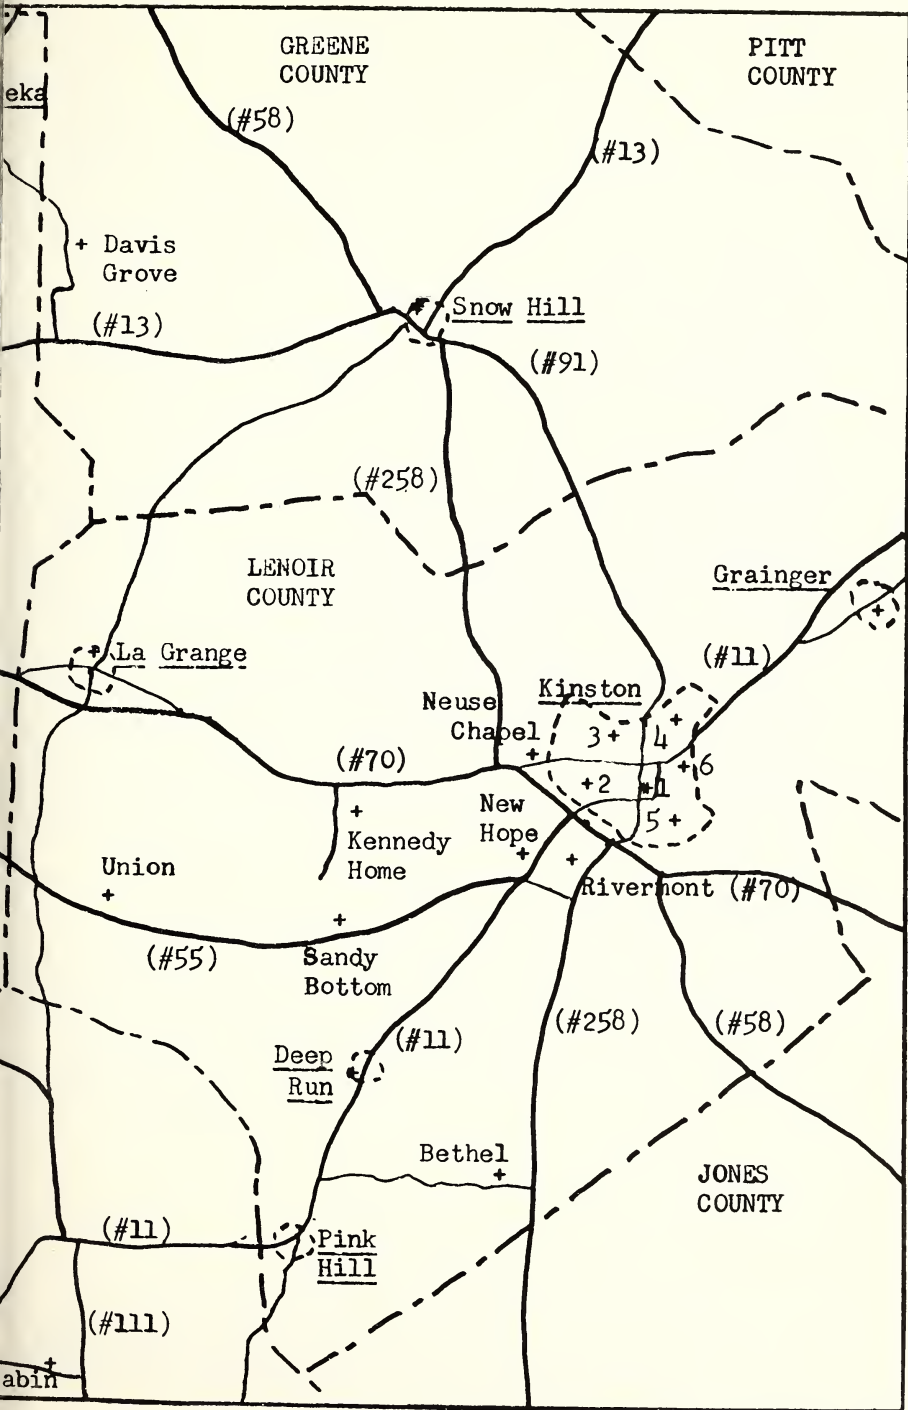 GREENE
COUNTY
PITT
COUNTY
eka
(#58)
(#13)
Davis
Grove
(#13)
Snow Hill
(#91)
(#258)
LENOIR
COUNTY
Grainger
La Grange
(#11)
Neuse
Chapel
Kinston
3
4
(#70)
6
2
1
New
Hope
5
Kennedy
Home
Union
Rivermont (#70)
(#55)
Sandy
Bottom
(#11)
(#258)
(#58)
Deep
Run
Bethel
JONES
COUNTY
(#11)
Pink
Hill
(#111)
abin